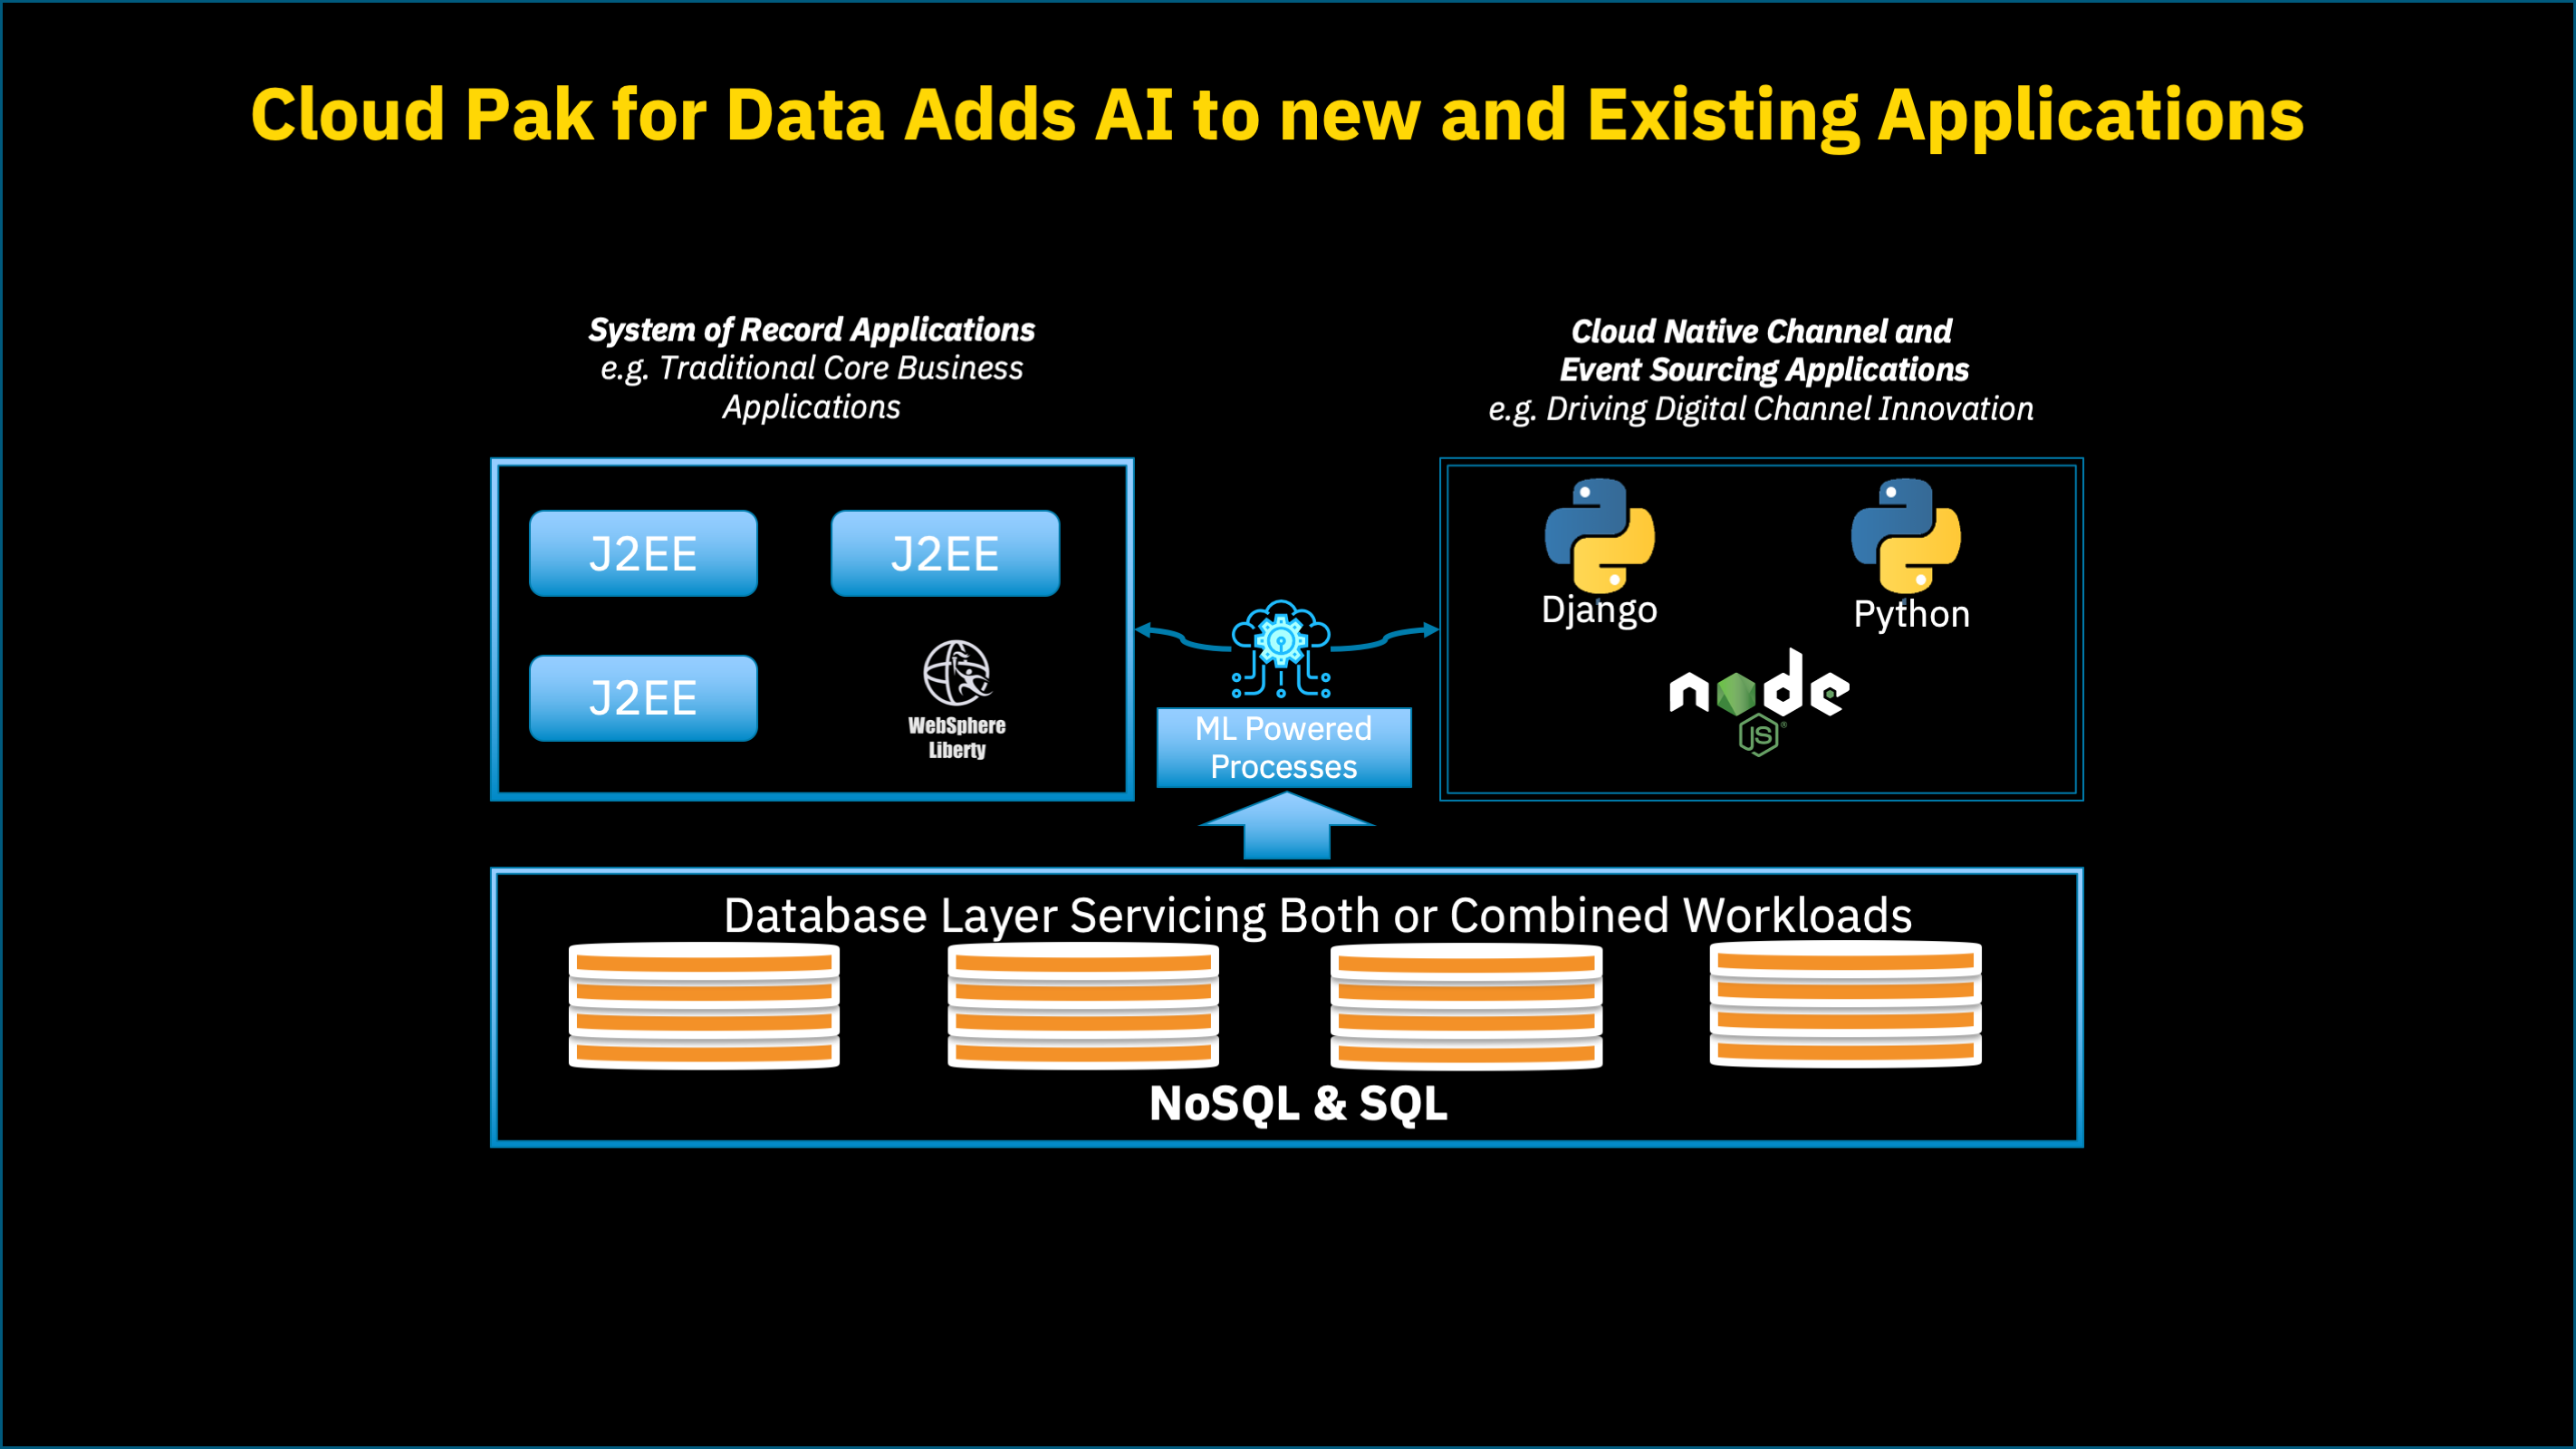 Cloud Pak for Data Adds AI to new and Existing Applications
System of Record Applications
e.g. Traditional Core Business
Applications
Cloud Native Channel and
Event Sourcing Applications
e.g. Driving Digital Channel Innovation
J2EE
J2EE
J2EE
WebSphere
Liberty
ML Powered
Processes
Django
Python
node
JS®
Database Layer Servicing Both or Combined Workloads
NoSQL & SQL